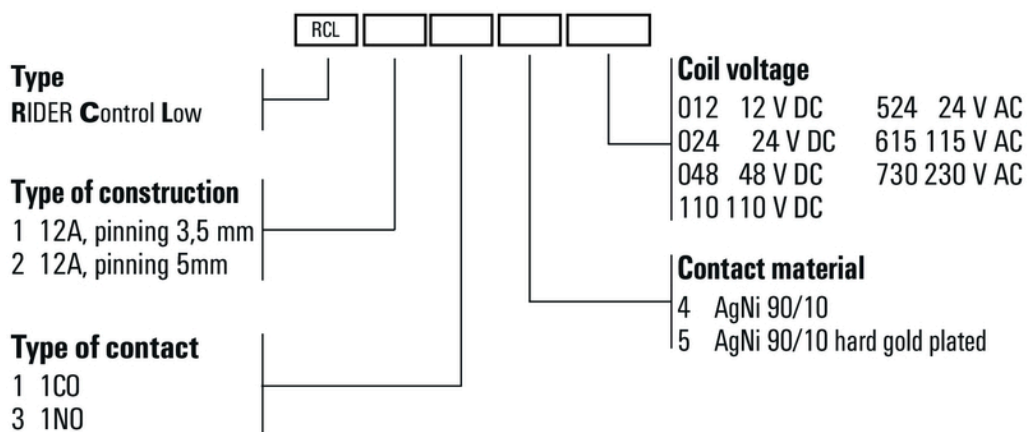 RCL
Type
RIDER Control Low
Type of construction
1 12A, pinning 3,5 mm
2 12A, pinning 5mm
Type of contact
1 1CO
3 1NO
Coil voltage
012 12 V DC 524 24 V AC
024 24 V DC 615 115 V AC
048 48 V DC 730 230 V AC
110 110 V DC
Contact material
4 AgNi 90/10
5 AgNi 90/10 hard gold plated